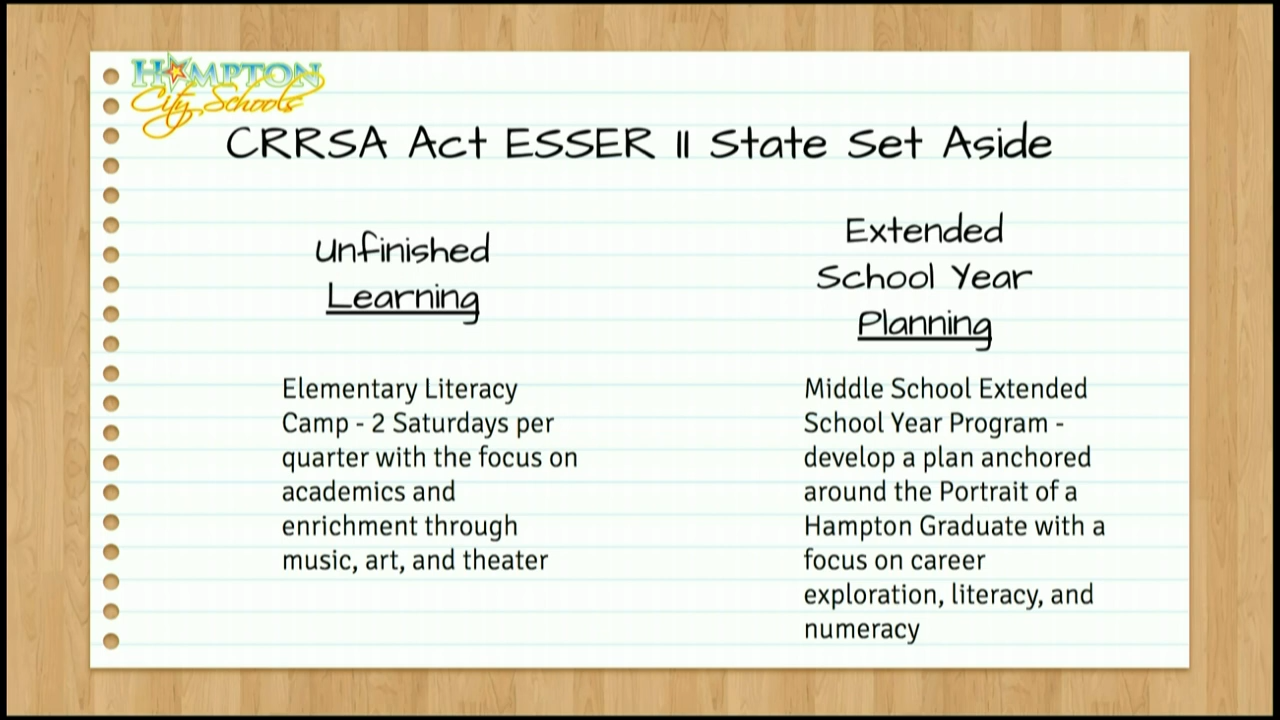 HAMPTON
City Schools
CRRSA Act ESSER II State Set Aside
Unfinished
Learning
Elementary Literacy
Camp - 2 Saturdays per
quarter with the focus on
academics and
enrichment through
music, art, and theater
Extended
School Year
Planning
Middle School Extended
School Year Program -
develop a plan anchored
around the Portrait of a
Hampton Graduate with a
focus on career
exploration, literacy, and
numeracy